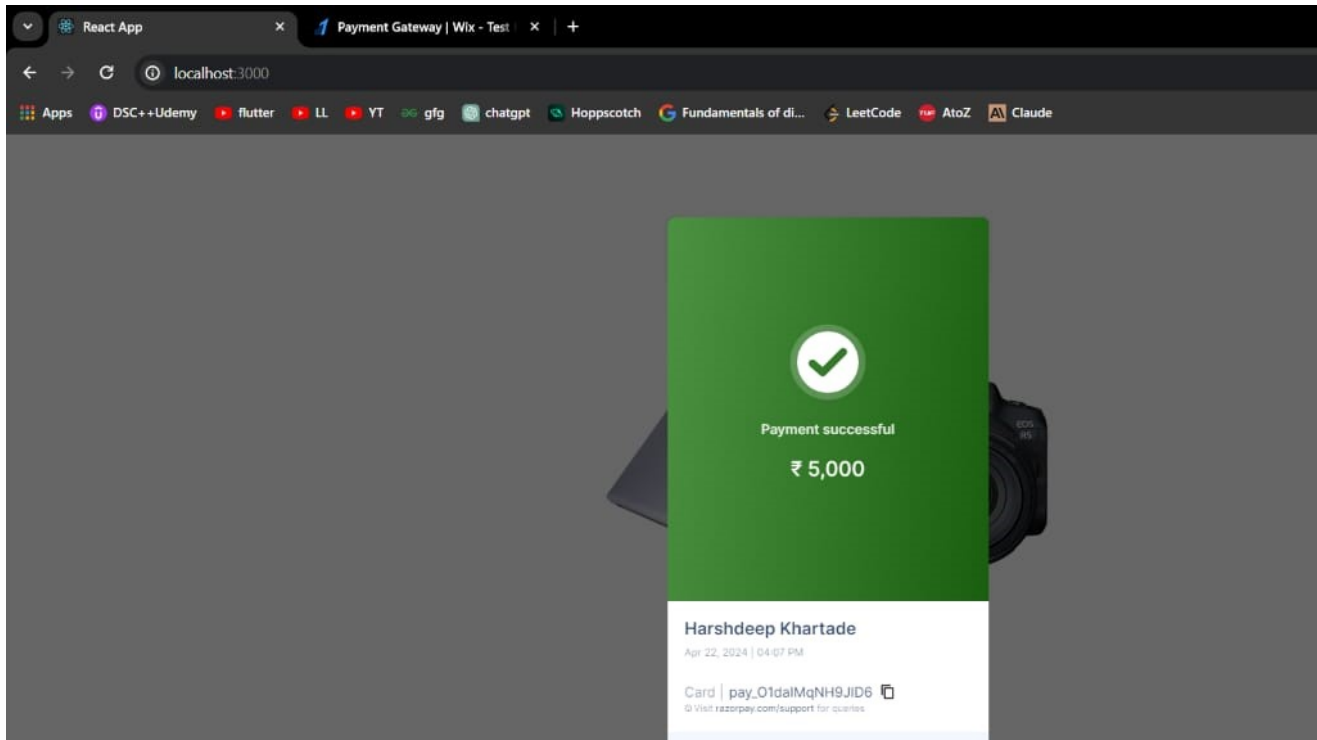 React App
Payment Gateway | Wix - Test
localhost:3000
Apps DSC++Udemy flutter LL YT gfg chatgpt Hoppscotch Fundamentals of di... LeetCode AtoZ Claude
EOS
R5
Payment successful
₹ 5,000
Harshdeep Khartade
Apr 22, 2024 | 04:07 PM
Card | pay_O1dalMqNH9JID6
Visit razorpay.com/support for queries